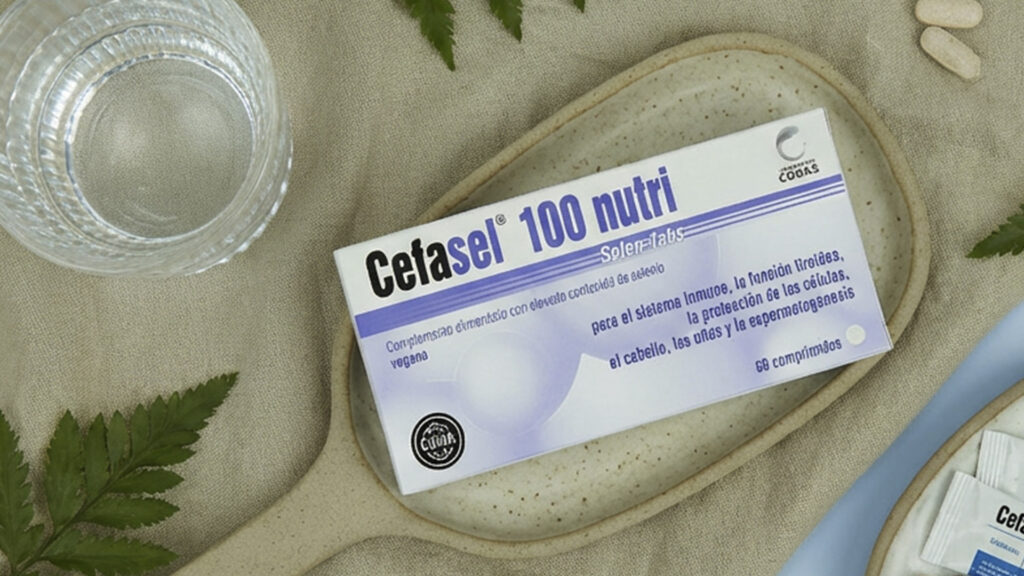 COBAS
Cefasel® 100 nutri
Selen-tabs
Complemento alimenticio con elevado contenido de selenio
vegano
para el sistema inmune, la función tiroidea,
la protección de las células,
el cabello, las uñas y la espermatogénesis
60 comprimidos
Cefa